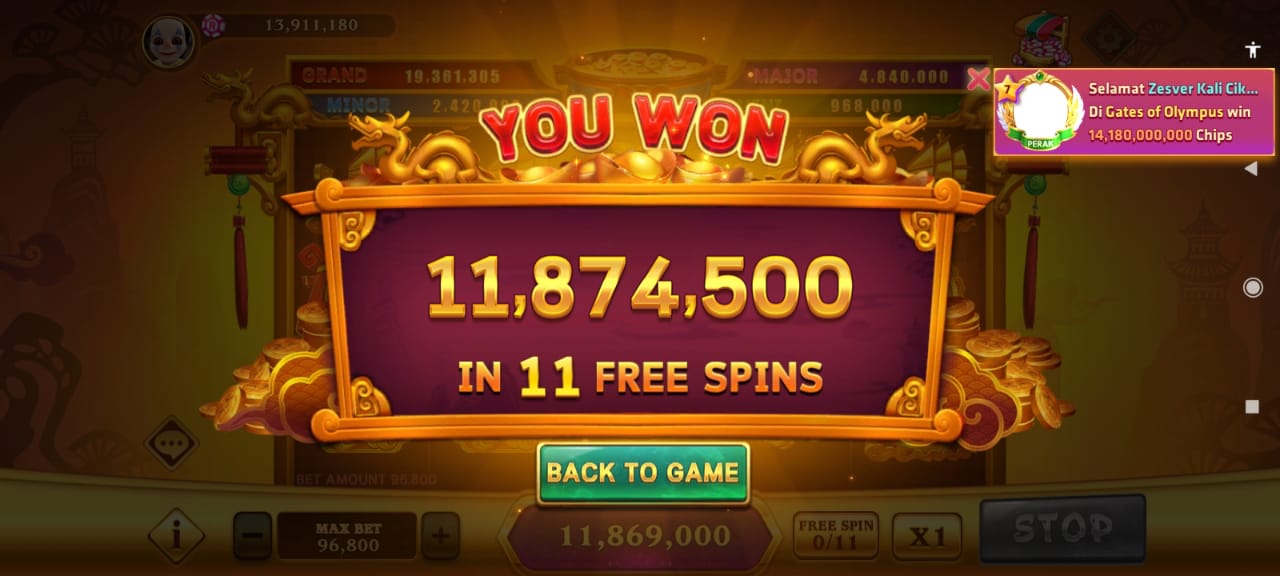 13,911,180
GRAND 19,361,305
MAJOR 4.840.000
MINOR 2.420
968.000
7
PERAK
Selamat Zesver Kali Cik...
Di Gates of Olympus win
14,180,000,000 Chips
YOU WON
11,874,500
IN 11 FREE SPINS
BACK TO GAME
BET AMOUNT 96.800
MAX BET
96,800
11,869,000
FREE SPIN
0/11
X1
STOP